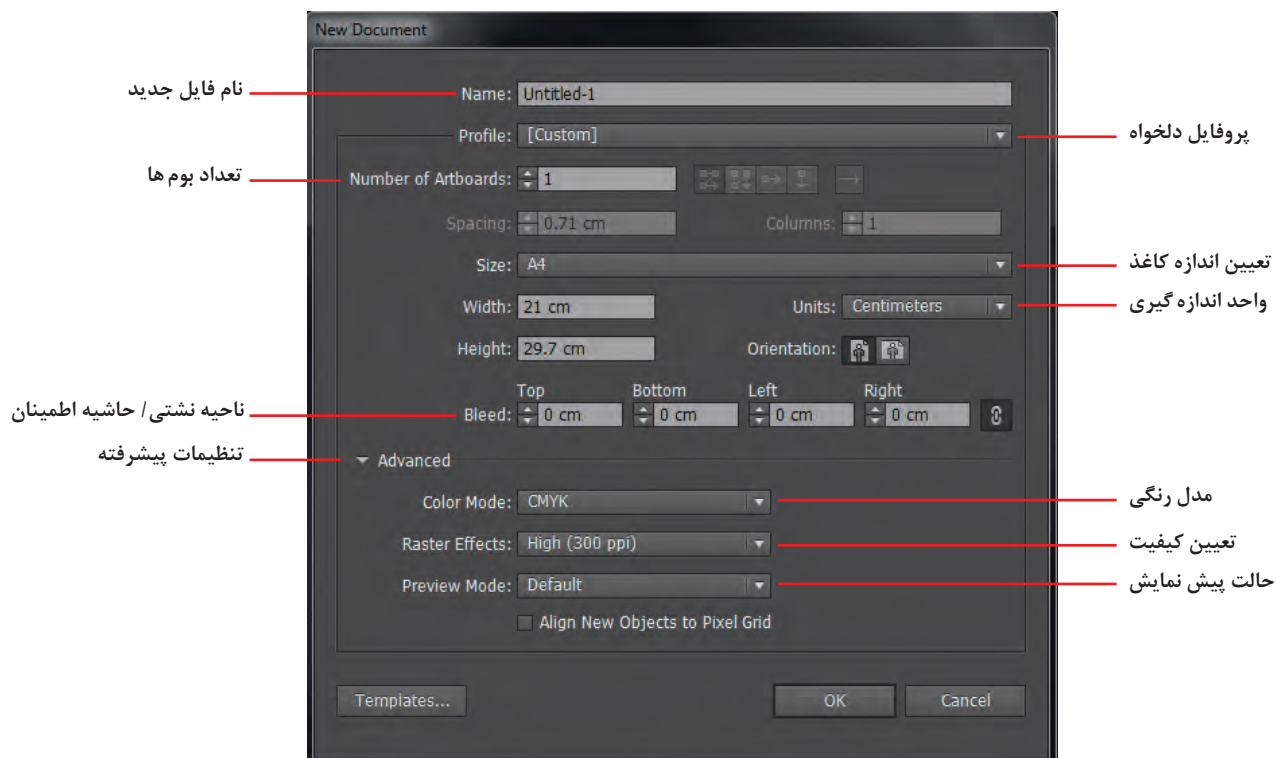 New Document
نام فایل جدید
Name: Untitled-1
Profile: [Custom]
پروفایل دلخواه
تعداد بوم ها
Number of Artboards: 1
Spacing: 0.71 cm
Columns: 1
Size: A4
تعیین اندازه کاغذ
Width: 21 cm
Units: Centimeters
واحد اندازه گیری
Height: 29.7 cm
Orientation:
Top Bottom Left Right
ناحیه نشتی/ حاشیه اطمینان
Bleed: 0 cm 0 cm 0 cm 0 cm
تنظیمات پیشرفته
Advanced
Color Mode: CMYK
مدل رنگی
Raster Effects: High (300 ppi)
تعیین کیفیت
Preview Mode: Default
حالت پیش نمایش
Align New Objects to Pixel Grid
Templates...
OK
Cancel